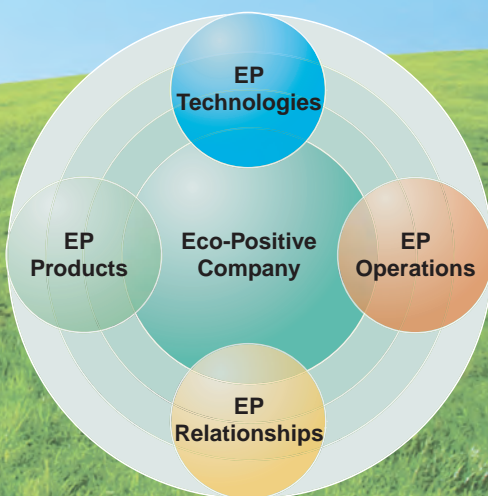 EP
Technologies
EP
Products
Eco-Positive
Company
EP
Operations
EP
Relationships